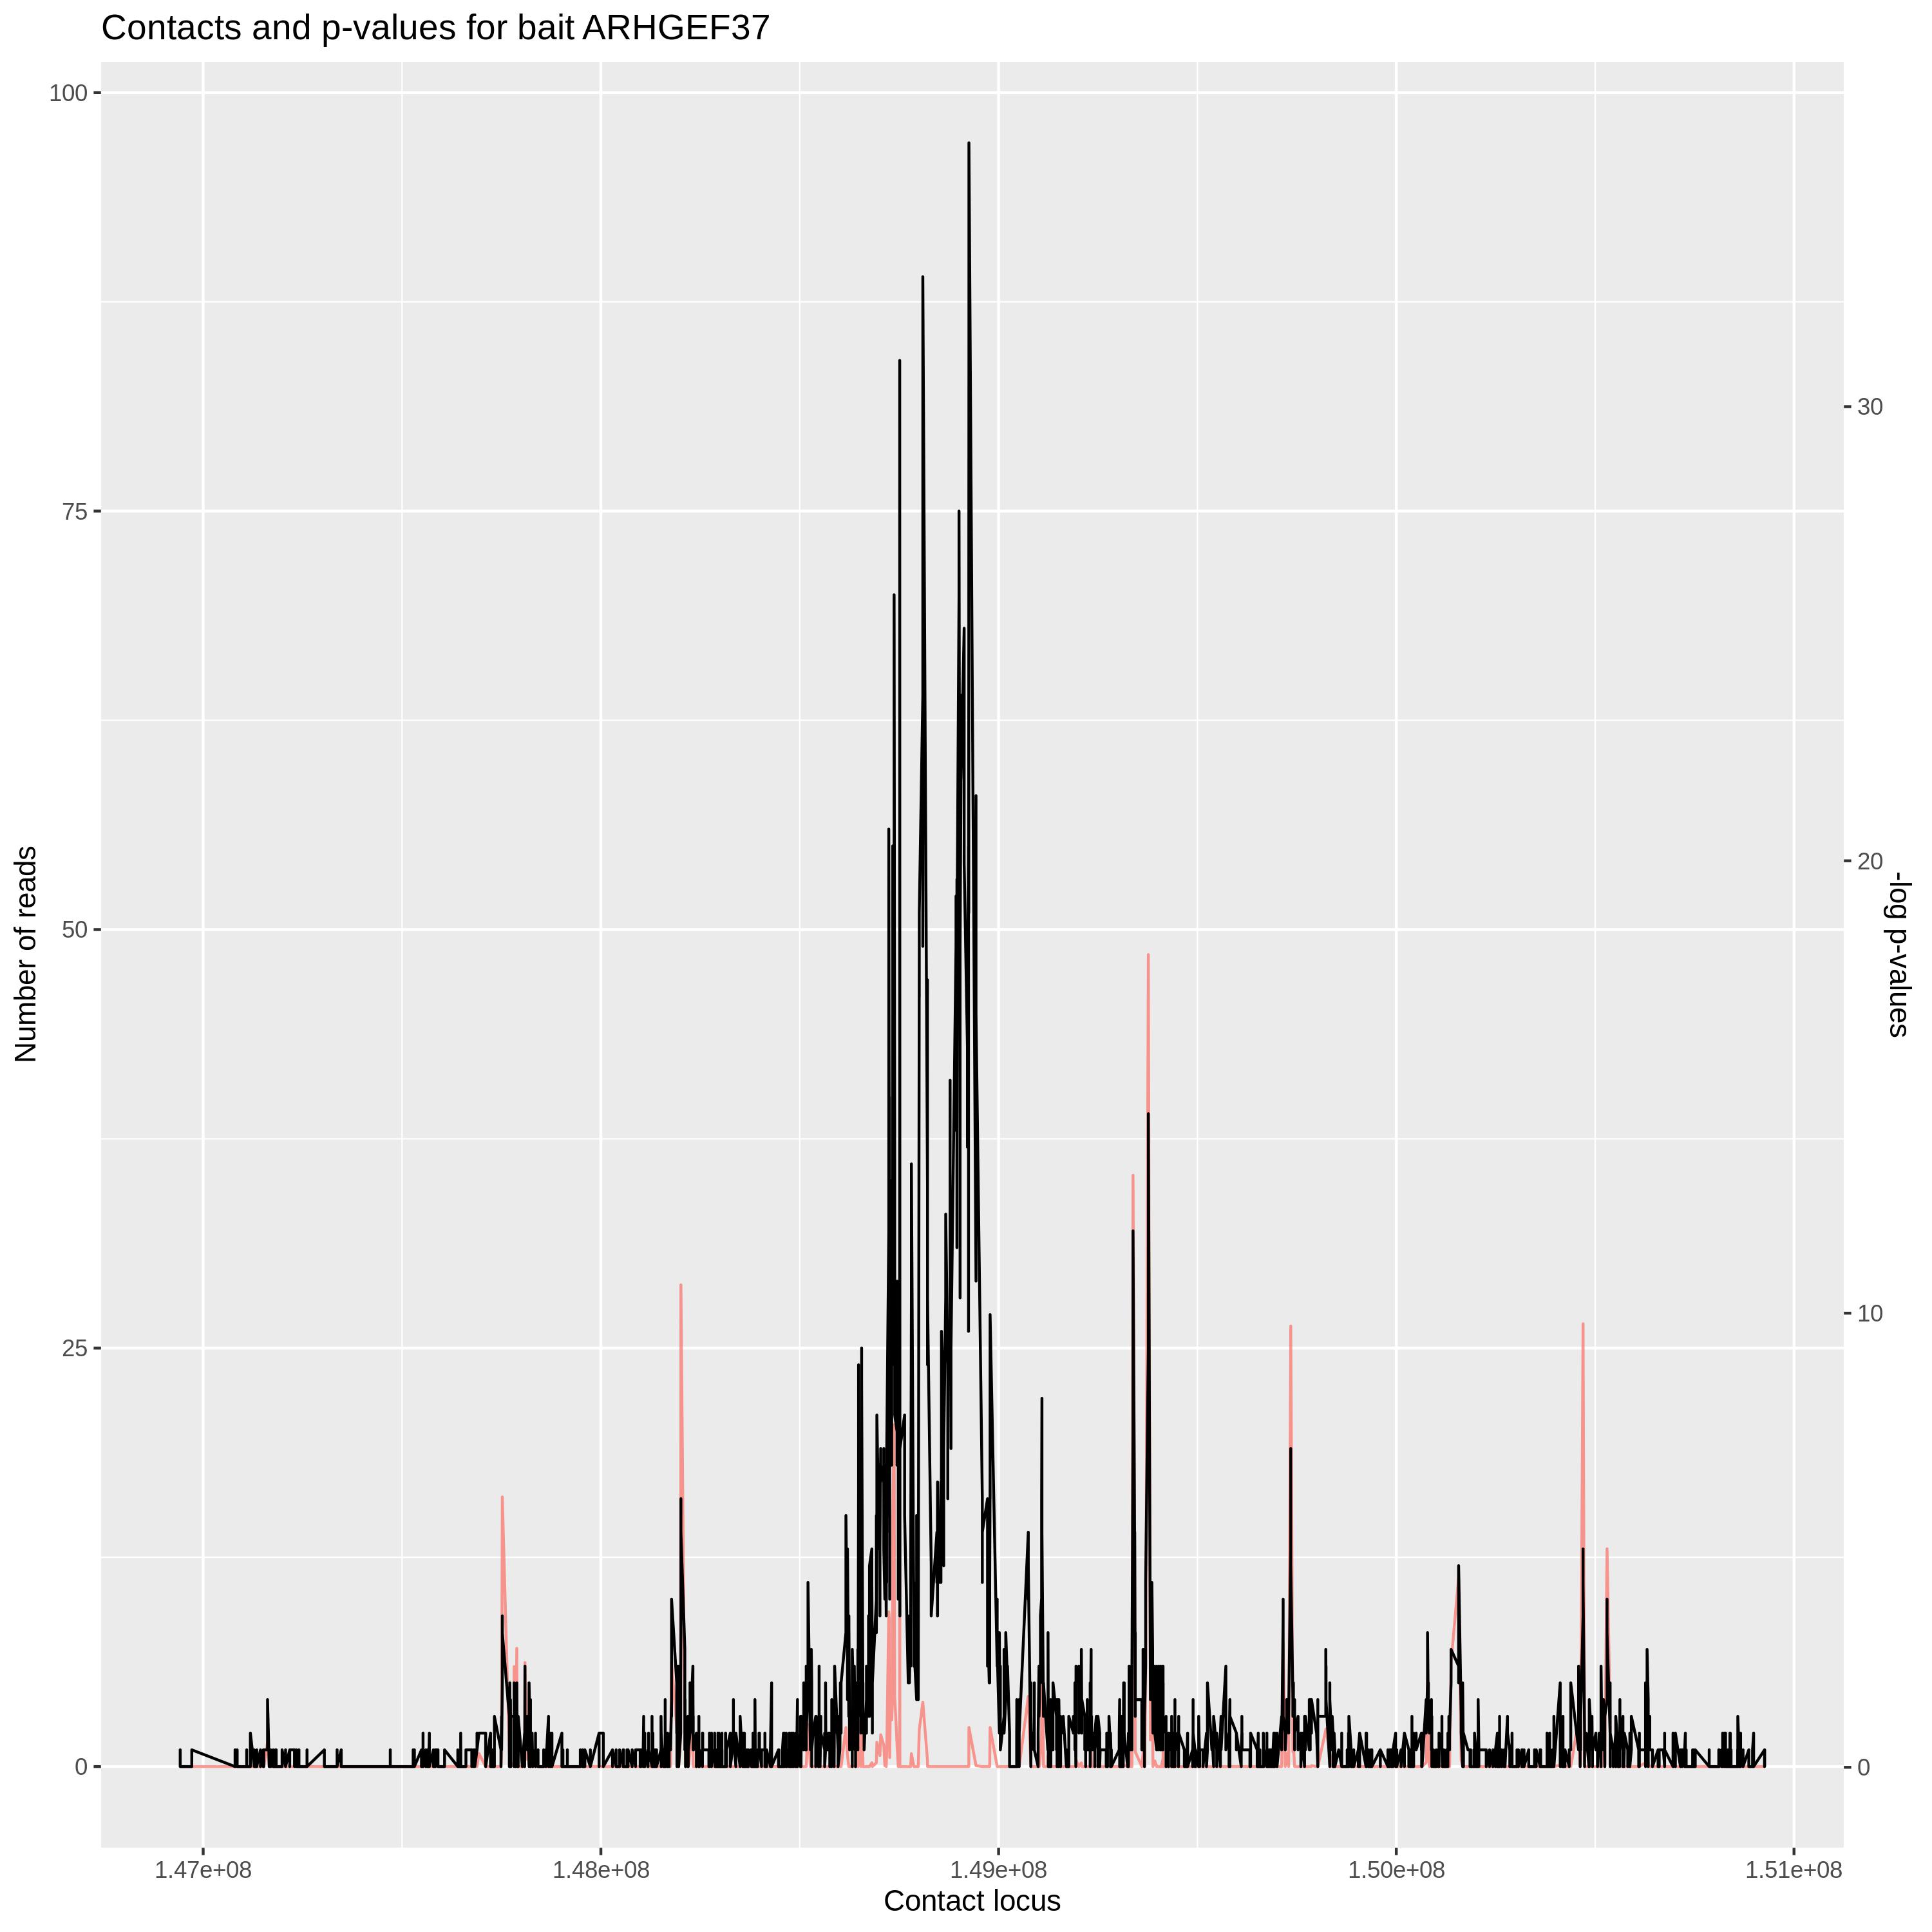 Contacts and p-values for bait ARHGEF37
100
75
50
25
0
Number of reads
30
20
10
0
-log p-values
1.47e+08 1.48e+08 1.49e+08 1.50e+08 1.51e+08
Contact locus